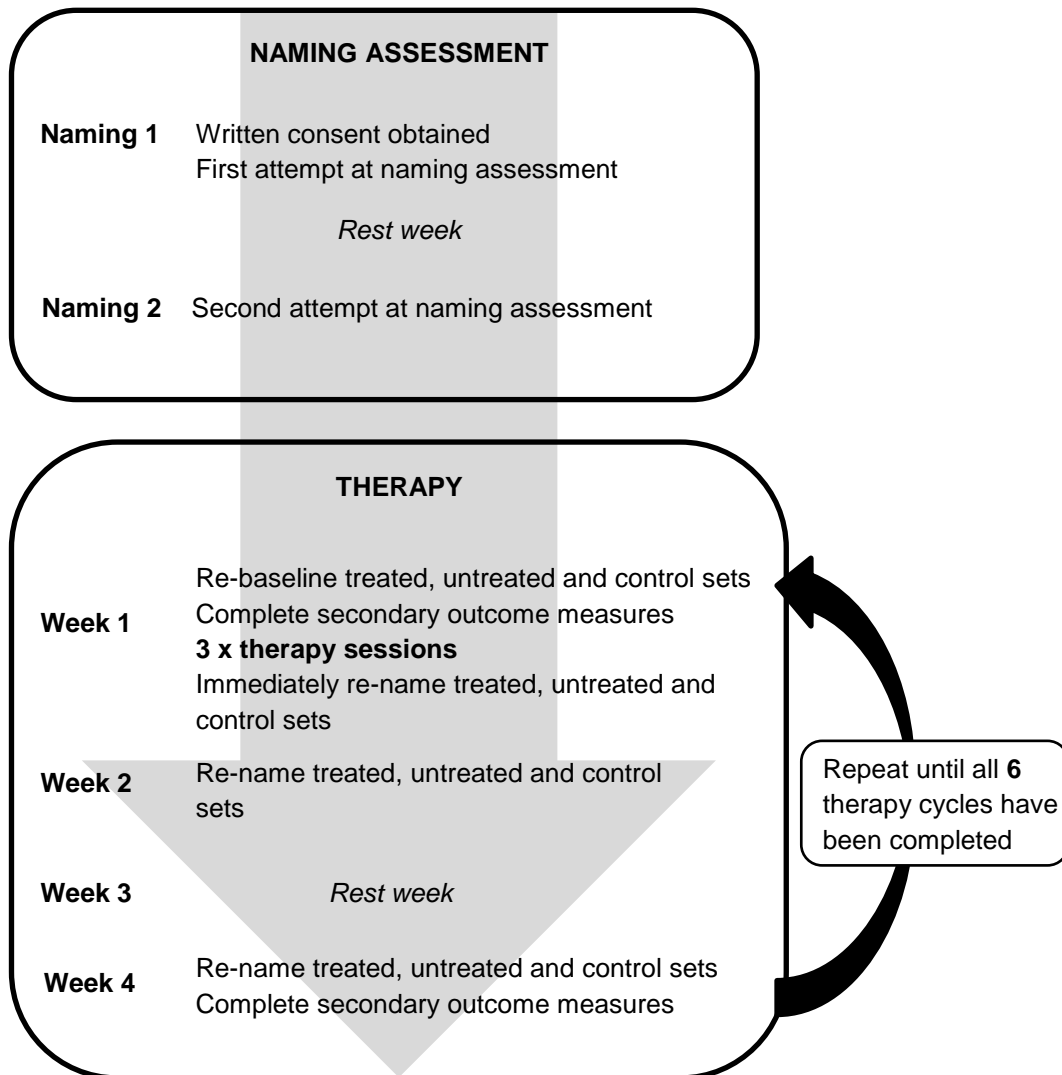 NAMING ASSESSMENT
Naming 1 Written consent obtained
First attempt at naming assessment
Rest week
Naming 2 Second attempt at naming assessment
THERAPY
Week 1
Re-baseline treated, untreated and control sets
Complete secondary outcome measures
3 x therapy sessions
Immediately re-name treated, untreated and
control sets
Week 2 Re-name treated, untreated and control
sets
Week 3 Rest week
Week 4
Re-name treated, untreated and control sets
Complete secondary outcome measures
Repeat until all 6
therapy cycles have
been completed